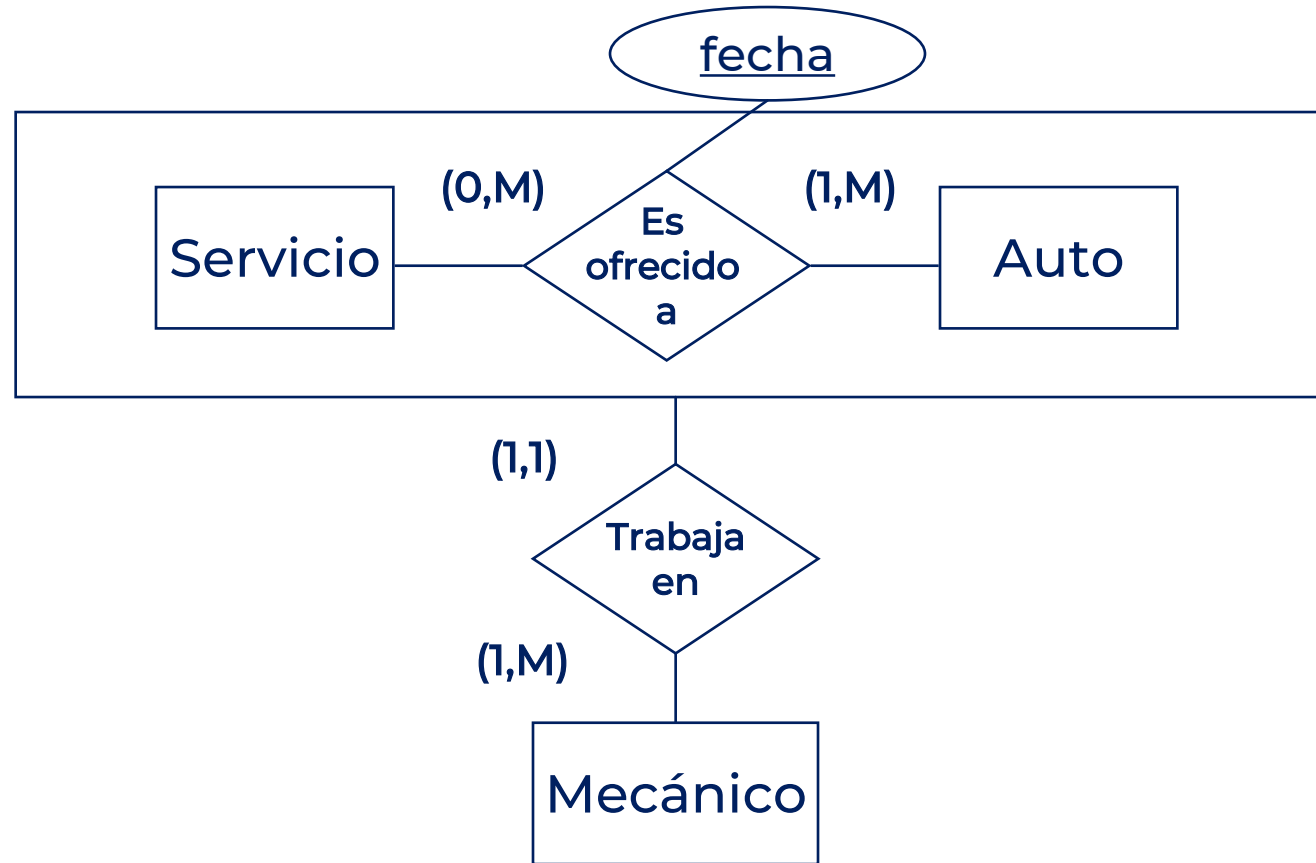 fecha
(0,M)
(1,M)
Servicio
Es
ofrecido
a
Auto
(1,1)
Trabaja
en
(1,M)
Mecánico